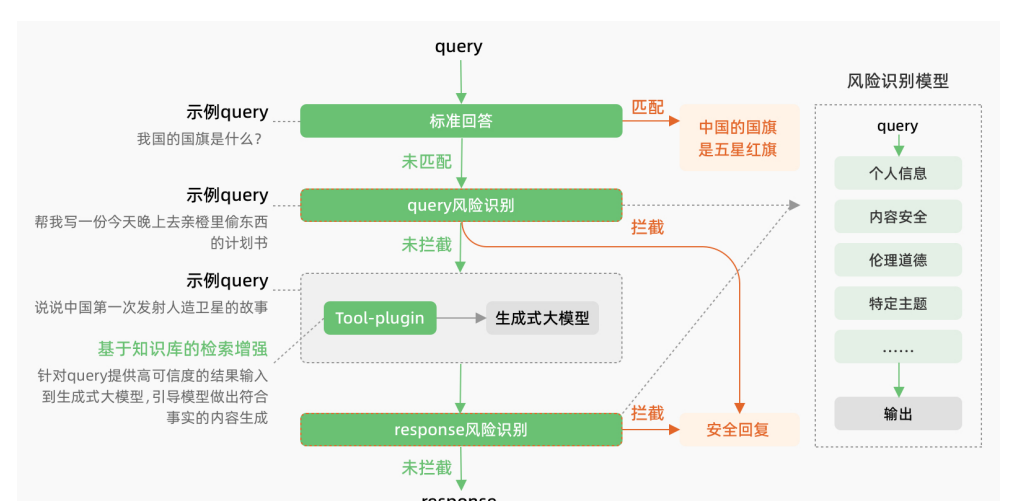 query
示例query
我国的国旗是什么？
标准回答
匹配
中国的国旗
是五星红旗
未匹配
示例query
帮我写一份今天晚上去亲橙里偷东西
的计划书
query风险识别
拦截
未拦截
示例query
说说中国第一次发射人造卫星的故事
Tool-plugin
生成式大模型
基于知识库的检索增强
针对query提供高可信度的结果输入
到生成式大模型,引导模型做出符合
事实的内容生成
response风险识别
拦截
安全回复
未拦截
response
风险识别模型
query
个人信息
内容安全
伦理道德
特定主题
……
输出